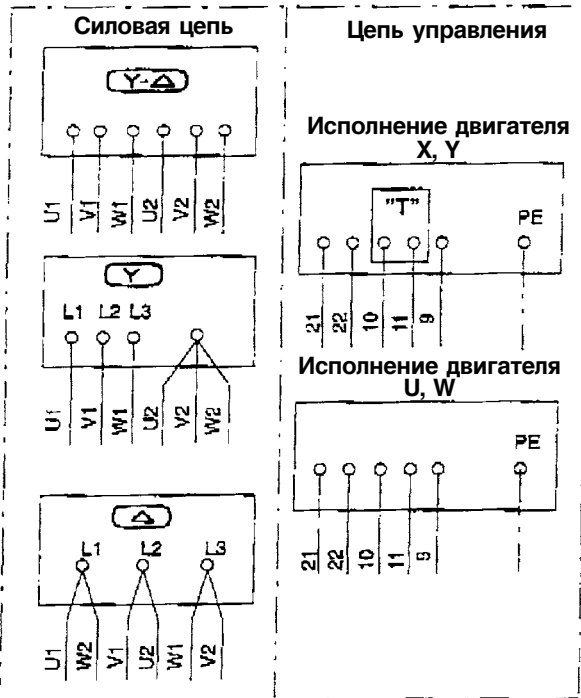 Силовая цепь
Y-Δ
U1 V1 W1 U2 V2 W2
Y
L1 L2 L3
U1 V1 W1 U2 V2 W2
Δ
L1 L2 L3
U1 W2 V1 U2 W1 V2
Цепь управления
Исполнение двигателя
X, Y
"T"
PE
21 22 10 11 9
Исполнение двигателя
U, W
PE
21 22 10 11 9